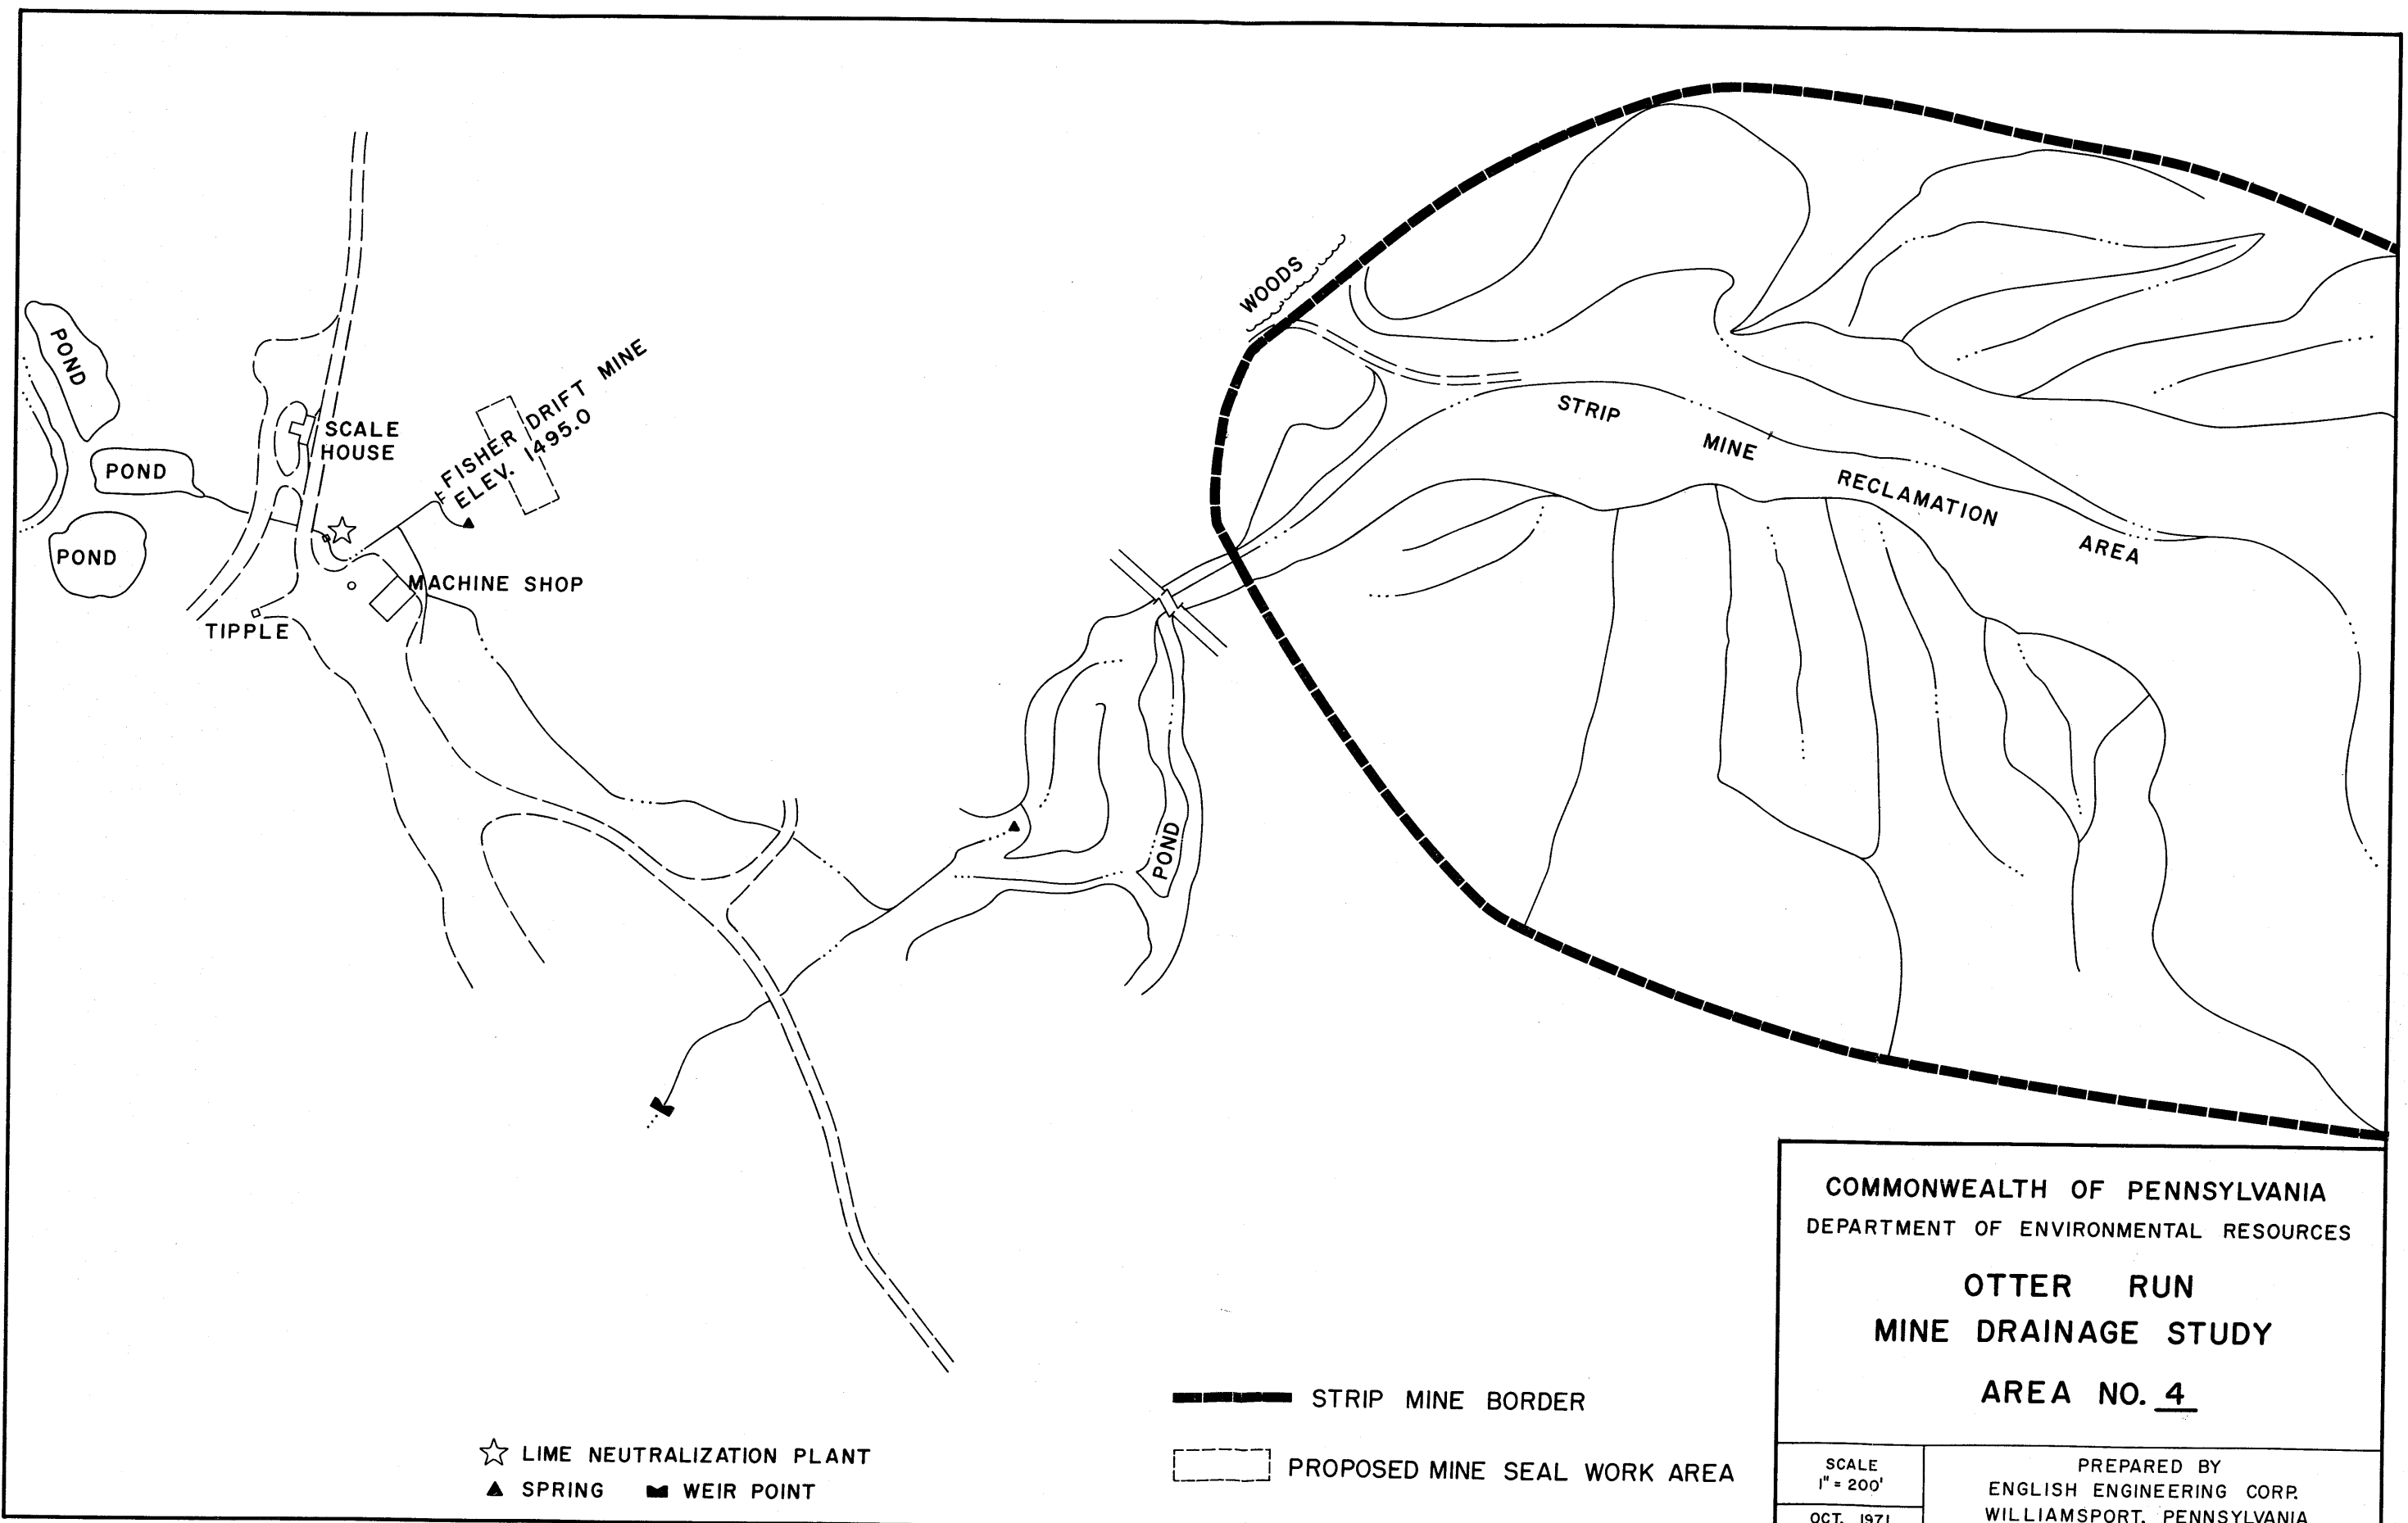 WOODS
POND
FISHER DRIFT MINE
ELEV. 1495.0
SCALE
HOUSE
POND
POND
MACHINE SHOP
TIPPLE
STRIP MINE RECLAMATION AREA
POND
COMMONWEALTH OF PENNSYLVANIA
DEPARTMENT OF ENVIRONMENTAL RESOURCES
OTTER RUN
MINE DRAINAGE STUDY
AREA NO. 4
SCALE
1" = 200'
OCT. 1971
PREPARED BY
ENGLISH ENGINEERING CORP.
WILLIAMSPORT, PENNSYLVANIA
STRIP MINE BORDER
PROPOSED MINE SEAL WORK AREA
LIME NEUTRALIZATION PLANT
SPRING WEIR POINT